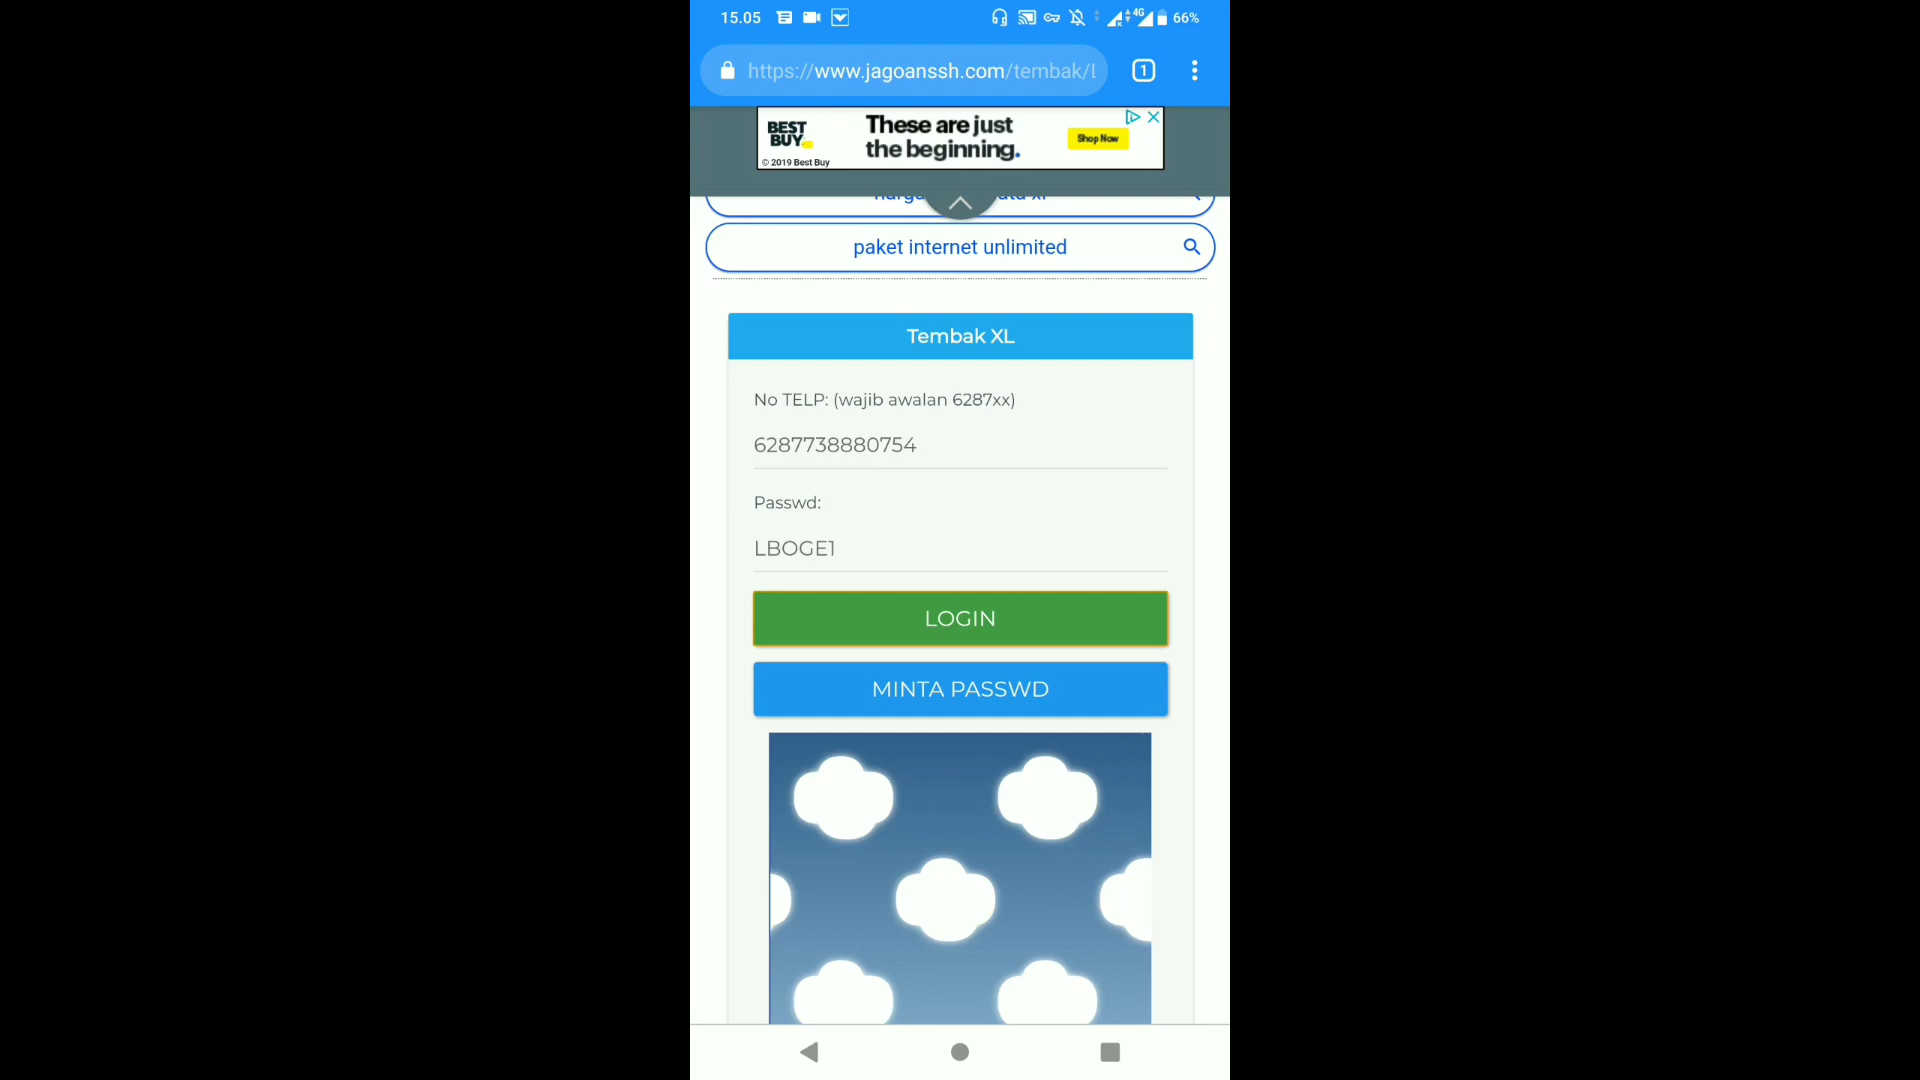 15.05
4G
66%
https://www.jagoanssh.com/tembak/l
1
BEST
BUY
© 2019 Best Buy
These are just
the beginning.
Shop Now
paket internet unlimited
Tembak XL
No TELP: (wajib awalan 6287xx)
6287738880754
Passwd:
LBOGE1
LOGIN
MINTA PASSWD